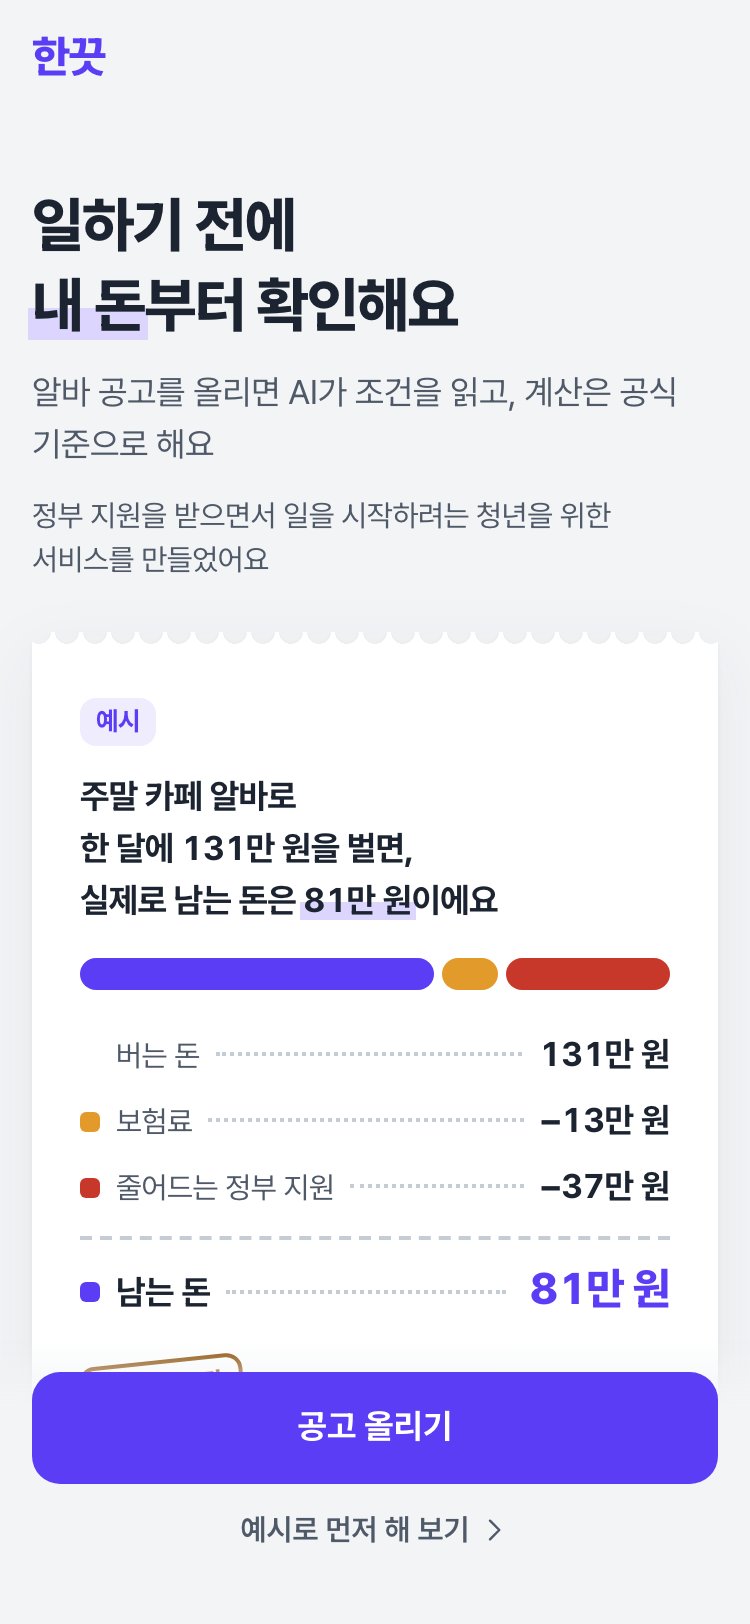 한끗
일하기 전에
내 돈부터 확인해요
알바 공고를 올리면 AI가 조건을 읽고, 계산은 공식
기준으로 해요
정부 지원을 받으면서 일을 시작하려는 청년을 위한
서비스를 만들었어요
예시
주말 카페 알바로
한 달에 131만 원을 벌면,
실제로 남는 돈은 81만 원이에요
버는 돈 131만 원
보험료 −13만 원
줄어드는 정부 지원 −37만 원
남는 돈 81만 원
공고 올리기
예시로 먼저 해 보기